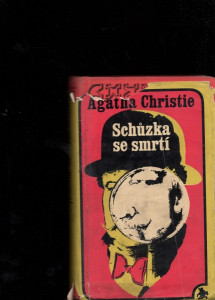 Agatha Christie
Schůzka
se smrtí